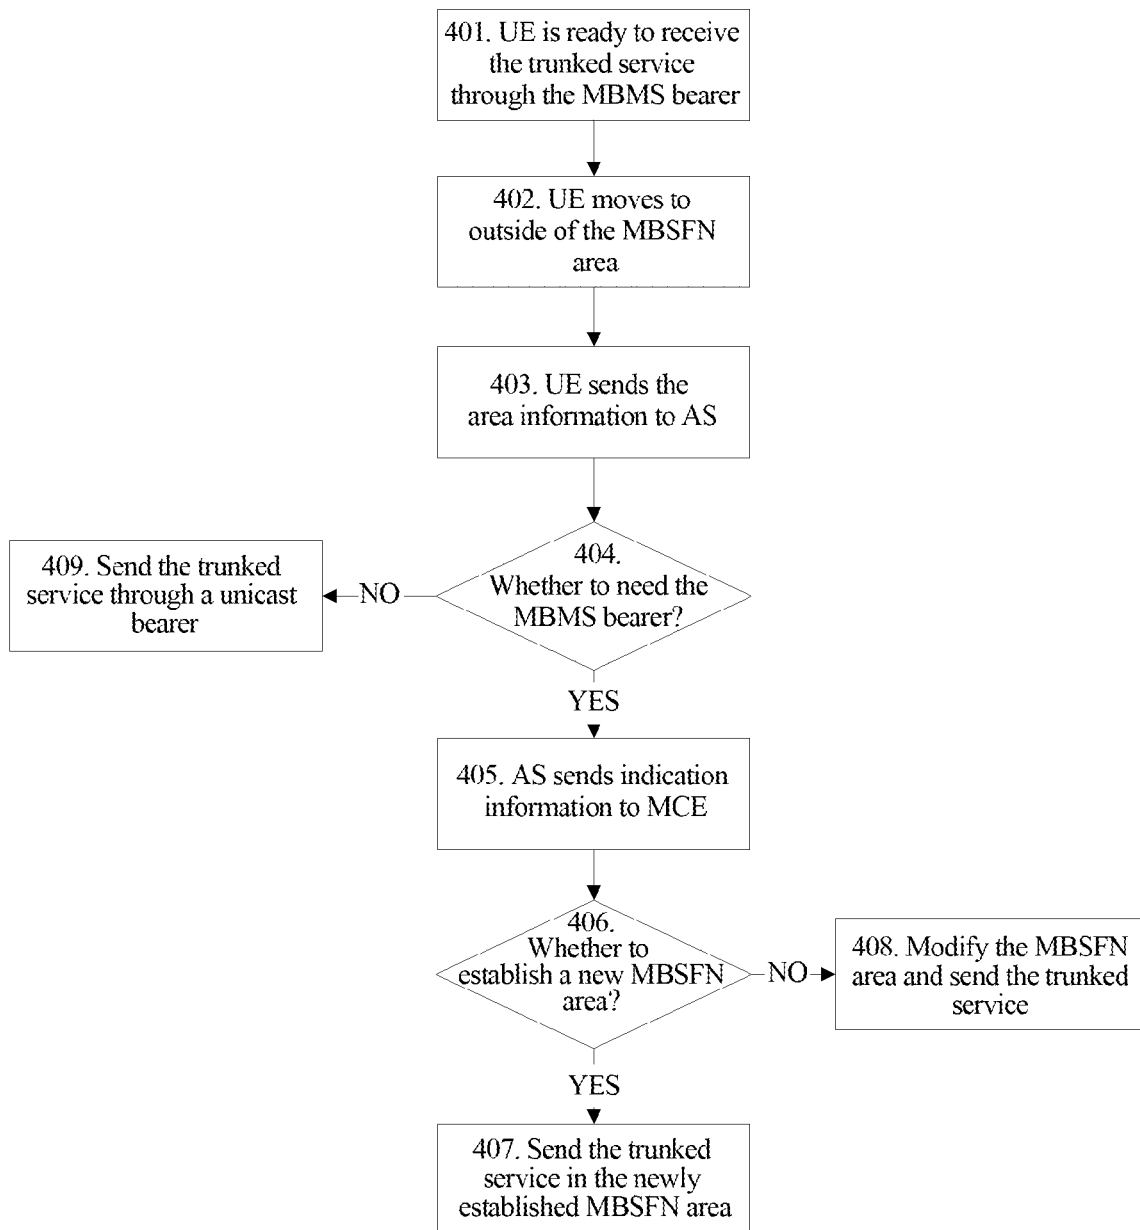 401. UE is ready to receive
the trunked service
through the MBMS bearer
402. UE moves to
outside of the MBSFN
area
403. UE sends the
area information to AS
404.
Whether to need the
MBMS bearer?
NO
409. Send the trunked
service through a unicast
bearer
YES
405. AS sends indication
information to MCE
406.
Whether to
establish a new MBSFN
area?
NO
408. Modify the MBSFN
area and send the trunked
service
YES
407. Send the trunked
service in the newly
established MBSFN area